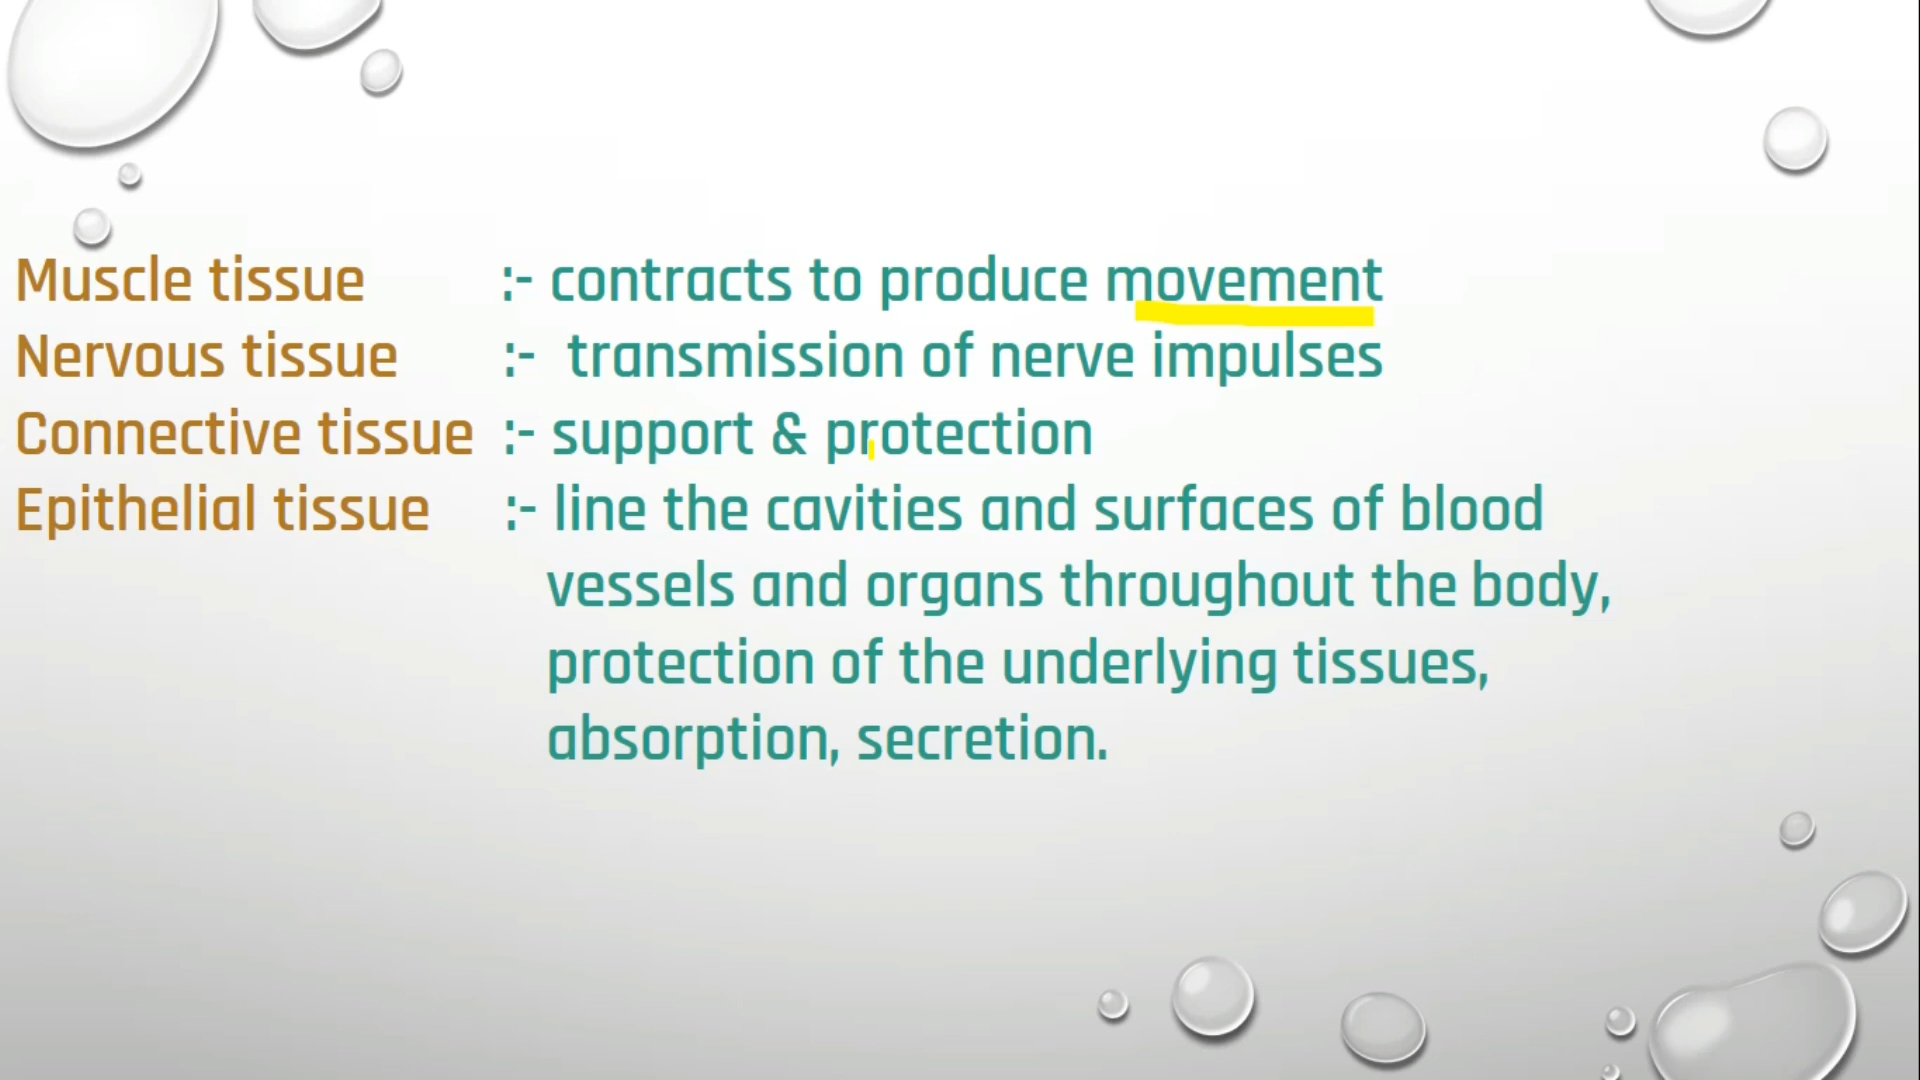 Muscle tissue :- contracts to produce movement
Nervous tissue :- transmission of nerve impulses
Connective tissue :- support & protection
Epithelial tissue :- line the cavities and surfaces of blood
vessels and organs throughout the body,
protection of the underlying tissues,
absorption, secretion.